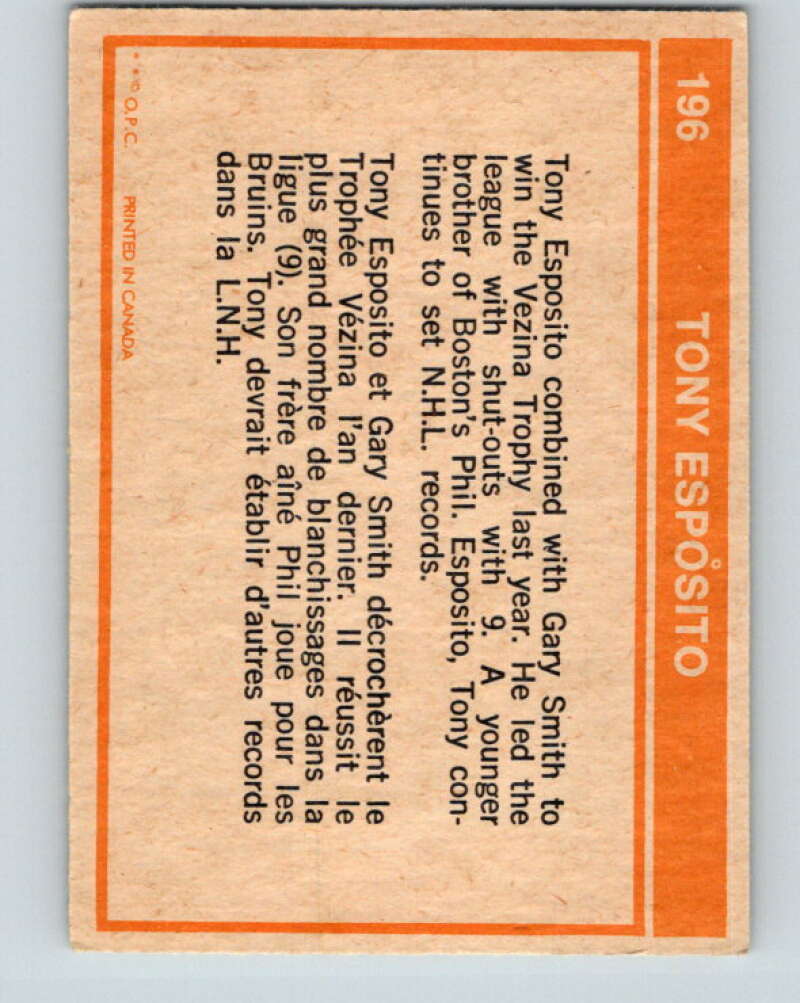 196 TONY ESPOSITO
Tony Esposito combined with Gary Smith to
win the Vezina Trophy last year. He led the
league with shut-outs with 9. A younger
brother of Boston's Phil. Esposito, Tony con-
tinues to set N.H.L. records.
Tony Esposito et Gary Smith décrochèrent le
Trophée Vézina l'an dernier. Il réussit le
plus grand nombre de blanchissages dans la
ligue (9). Son frère aîné Phil joue pour les
Bruins. Tony devrait établir d'autres records
dans la L.N.H.
* * © O.P.C. PRINTED IN CANADA